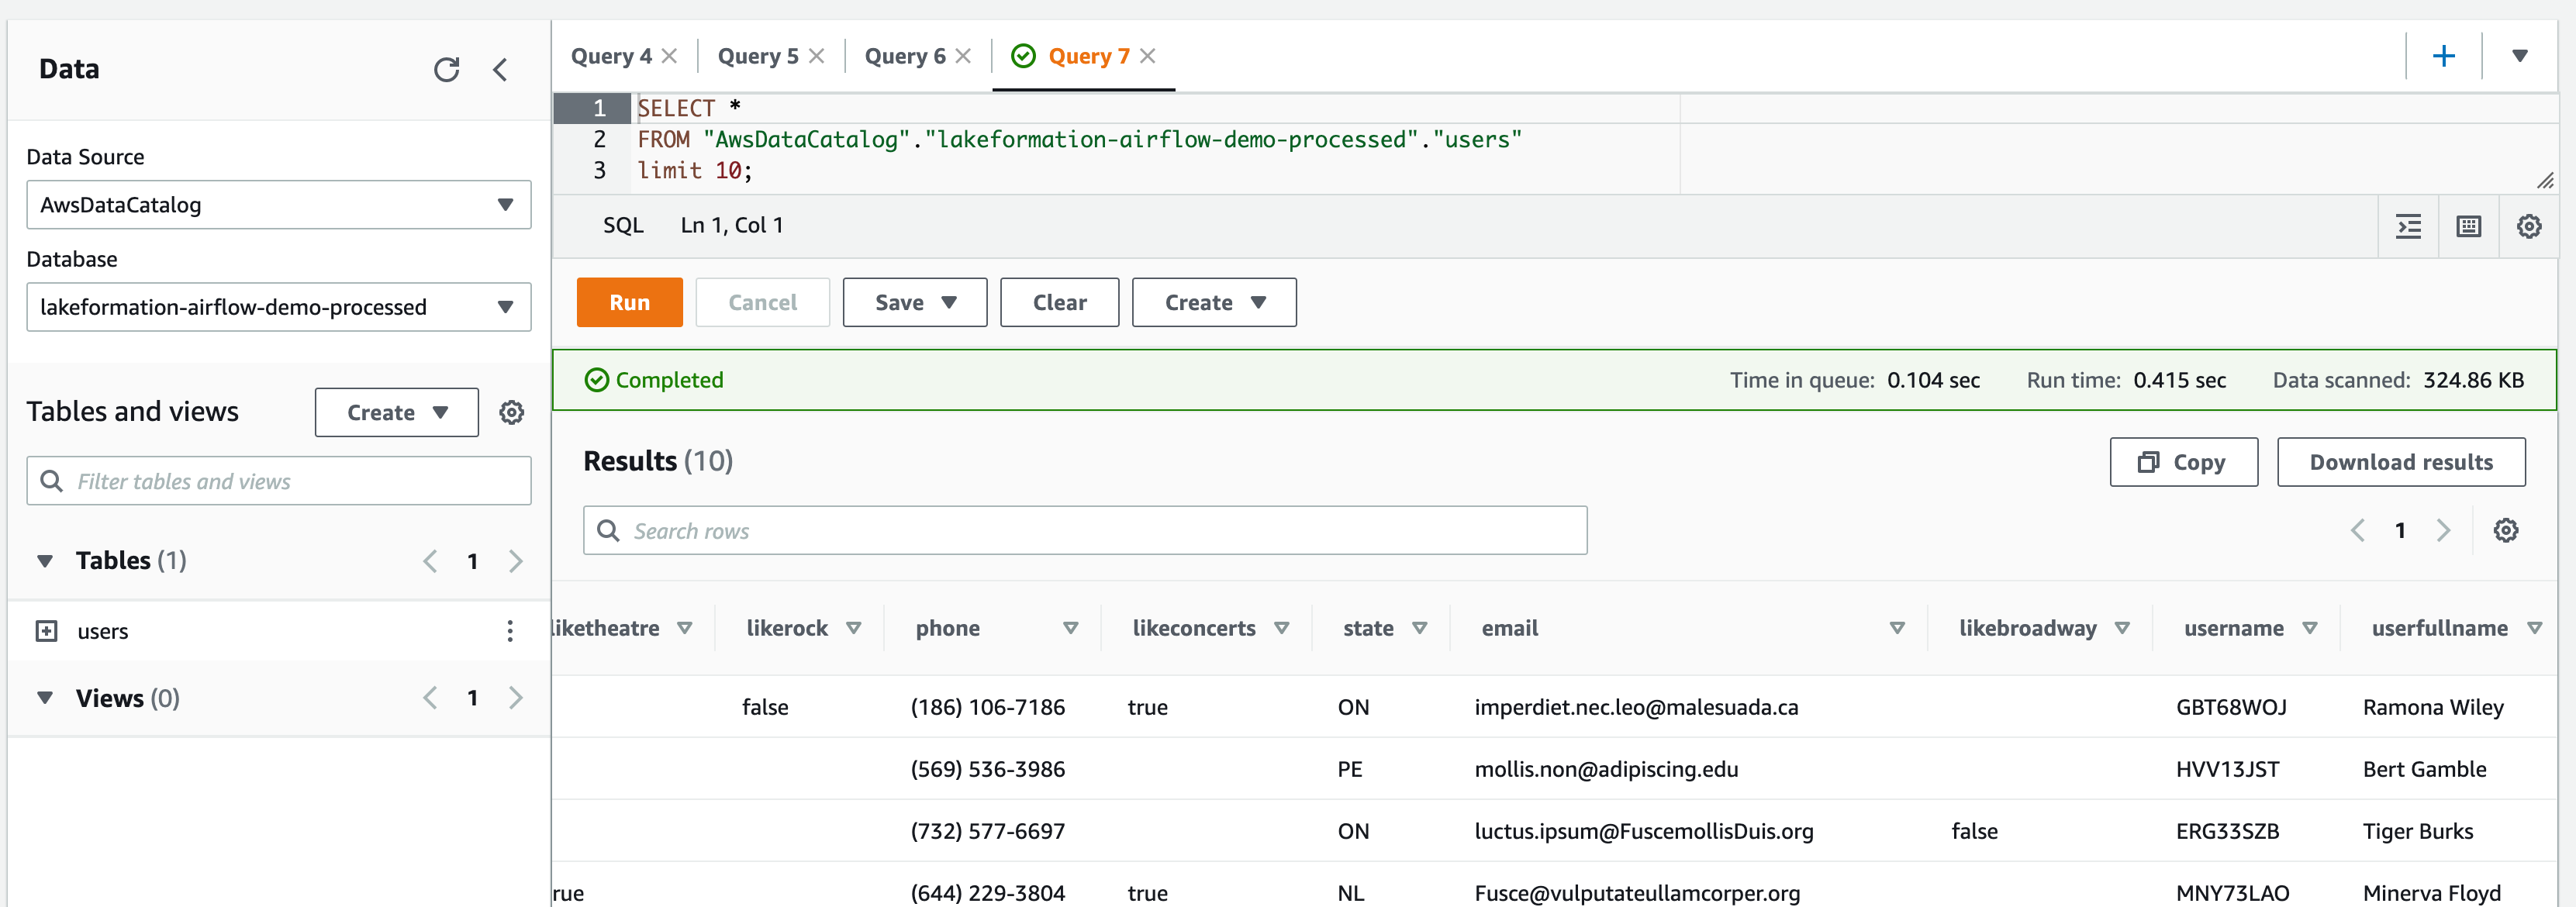 Data
Data Source
AwsDataCatalog
Database
lakeformation-airflow-demo-processed
Tables and views
Create
Filter tables and views
Tables (1)
1
users
Views (0)
1
Query 4
Query 5
Query 6
Query 7
1 SELECT *
2 FROM "AwsDataCatalog"."lakeformation-airflow-demo-processed"."users"
3 limit 10;
SQL Ln 1, Col 1
Run Cancel Save Clear Create
Completed Time in queue: 0.104 sec Run time: 0.415 sec Data scanned: 324.86 KB
Results (10) Copy Download results
Search rows 1
liketheatre likerock phone likeconcerts state email likebroadway username userfullname
false (186) 106-7186 true ON imperdiet.nec.leo@malesuada.ca GBT68WOJ Ramona Wiley
(569) 536-3986 PE mollis.non@adipiscing.edu HVV13JST Bert Gamble
(732) 577-6697 ON luctus.ipsum@FuscemollisDuis.org false ERG33SZB Tiger Burks
rue (644) 229-3804 true NL Fusce@vulputateullamcorper.org MNY73LAO Minerva Floyd